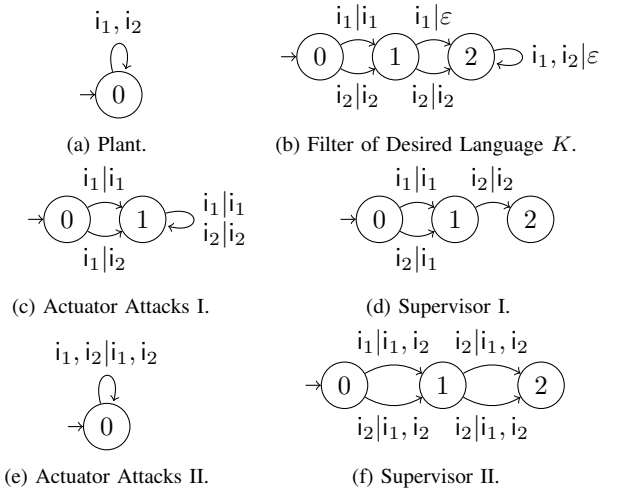 i₁, i₂
0
(a) Plant.
i₁|i₁ i₁|ε
0 1 2 i₁, i₂|ε
i₂|i₂ i₂|i₂
(b) Filter of Desired Language K.
i₁|i₁
0 1 i₁|i₁
i₂|i₂
i₁|i₂
(c) Actuator Attacks I.
i₁|i₁ i₂|i₂
0 1 2
i₂|i₁
(d) Supervisor I.
i₁, i₂|i₁, i₂
0
(e) Actuator Attacks II.
i₁|i₁, i₂ i₂|i₁, i₂
0 1 2
i₂|i₁, i₂ i₂|i₁, i₂
(f) Supervisor II.